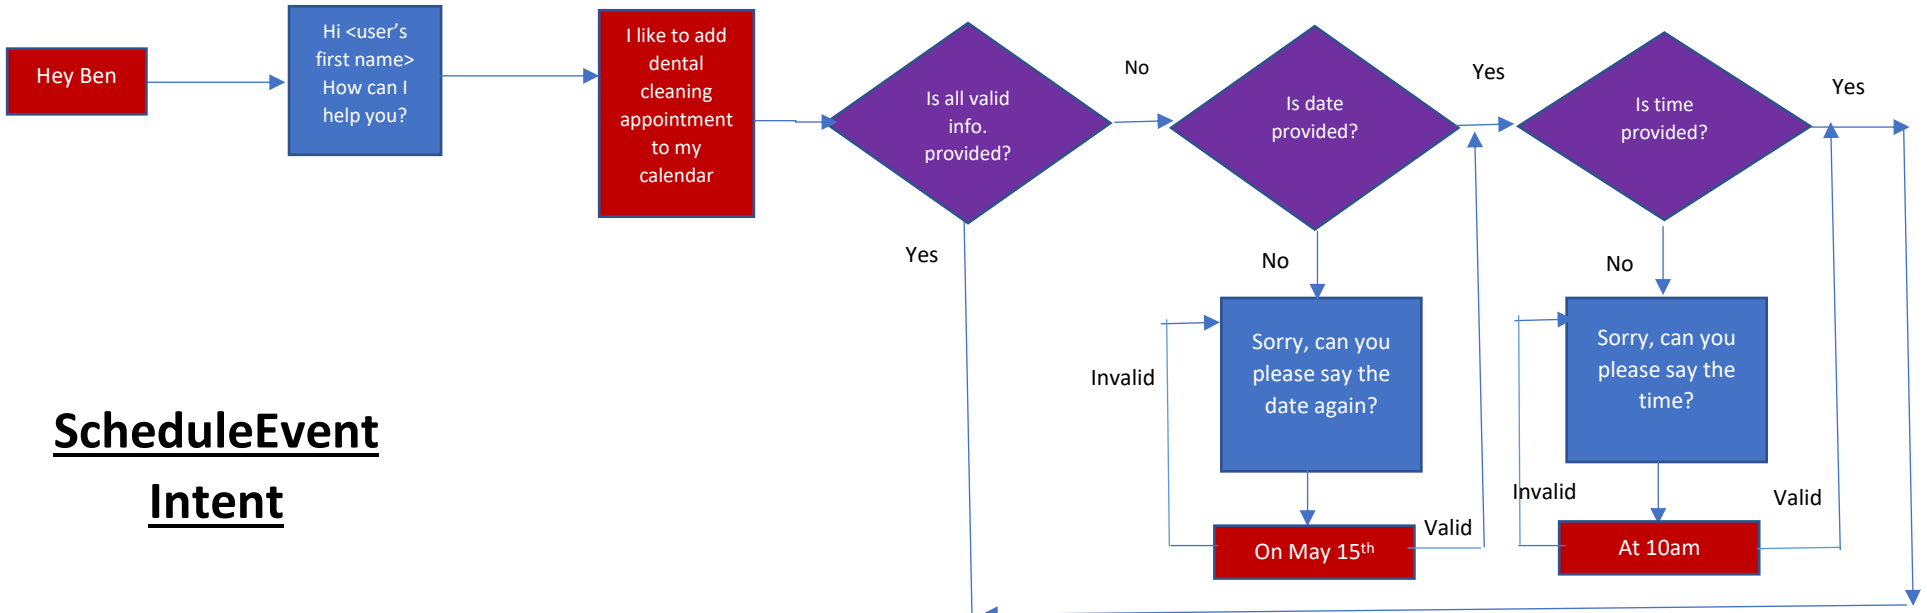 Hey Ben
Hi <user’s
first name>
How can I
help you?
I like to add
dental
cleaning
appointment
to my
calendar
Is all valid
info.
provided?
No
Is date
provided?
Yes
Is time
provided?
Yes
Yes
No
No
Sorry, can you
please say the
date again?
Invalid
Sorry, can you
please say the
time?
Invalid
Valid
On May 15th
Valid
At 10am
ScheduleEvent
Intent